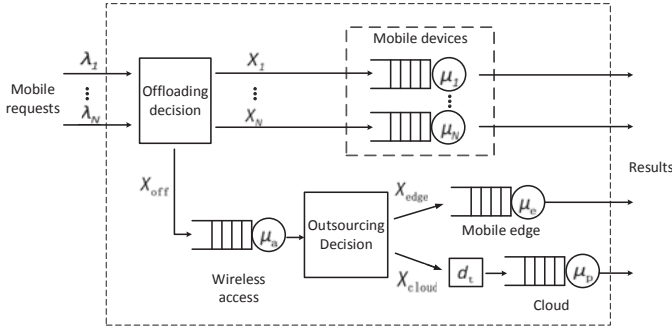 Mobile devices
λ1
X1
μ1
Mobile
requests
Offloading
decision
λN
XN
μN
Results
Xoff
Xedge
μe
Mobile edge
μa
Outsourcing
Decision
Wireless
access
Xcloud
dt
μp
Cloud